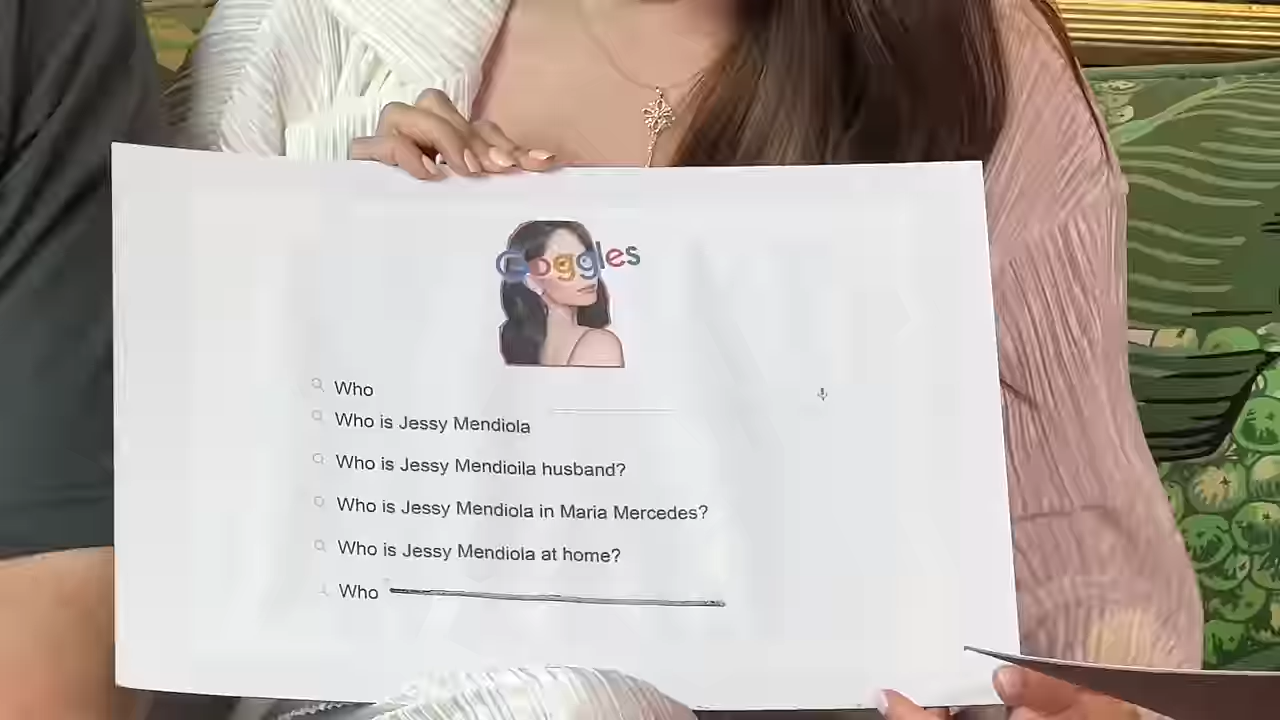 Goggles
Who
Who is Jessy Mendiola
Who is Jessy Mendioila husband?
Who is Jessy Mendiola in Maria Mercedes?
Who is Jessy Mendiola at home?
Who